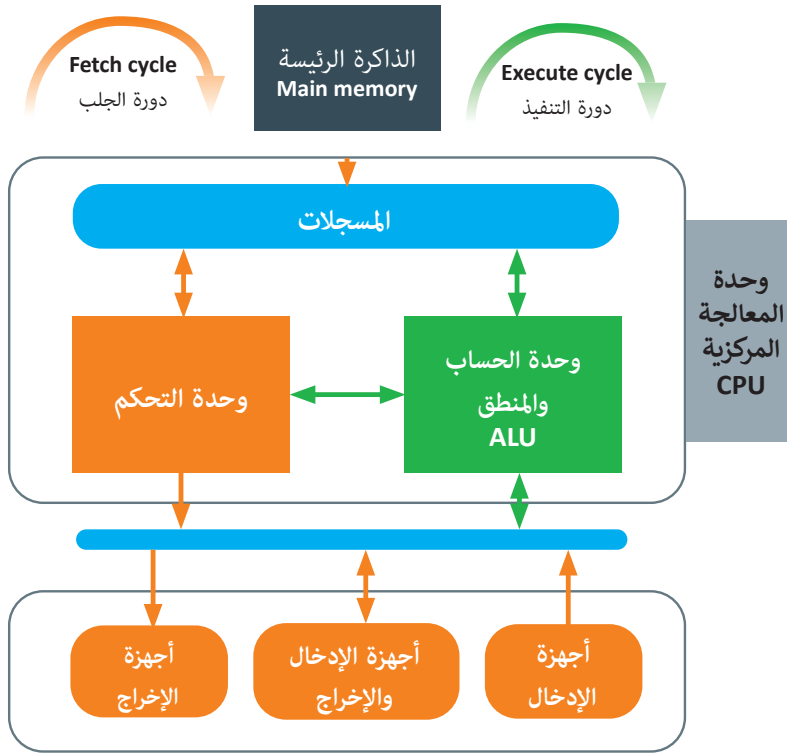 Fetch cycle
دورة الجلب
الذاكرة الرئيسة
Main memory
Execute cycle
دورة التنفيذ
المسجلات
وحدة
المعالجة
المركزية
CPU
وحدة التحكم
وحدة الحساب
والمنطق
ALU
أجهزة
الإخراج
أجهزة الإدخال
والإخراج
أجهزة
الإدخال